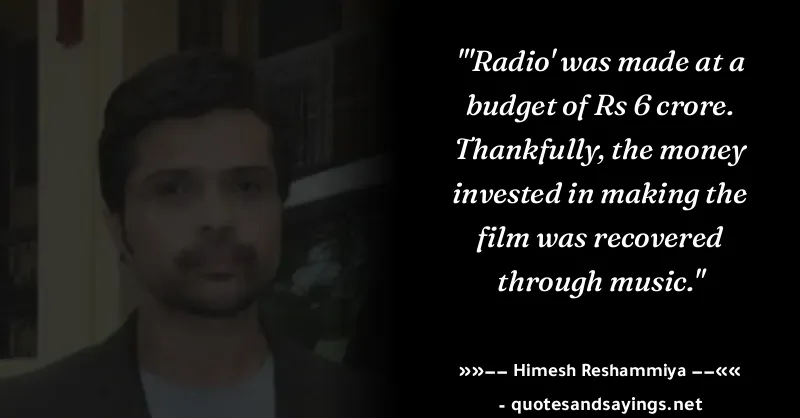 "'Radio' was made at a
budget of Rs 6 crore.
Thankfully, the money
invested in making the
film was recovered
through music."
»»–– Himesh Reshammiya ––««
- quotesandsayings.net